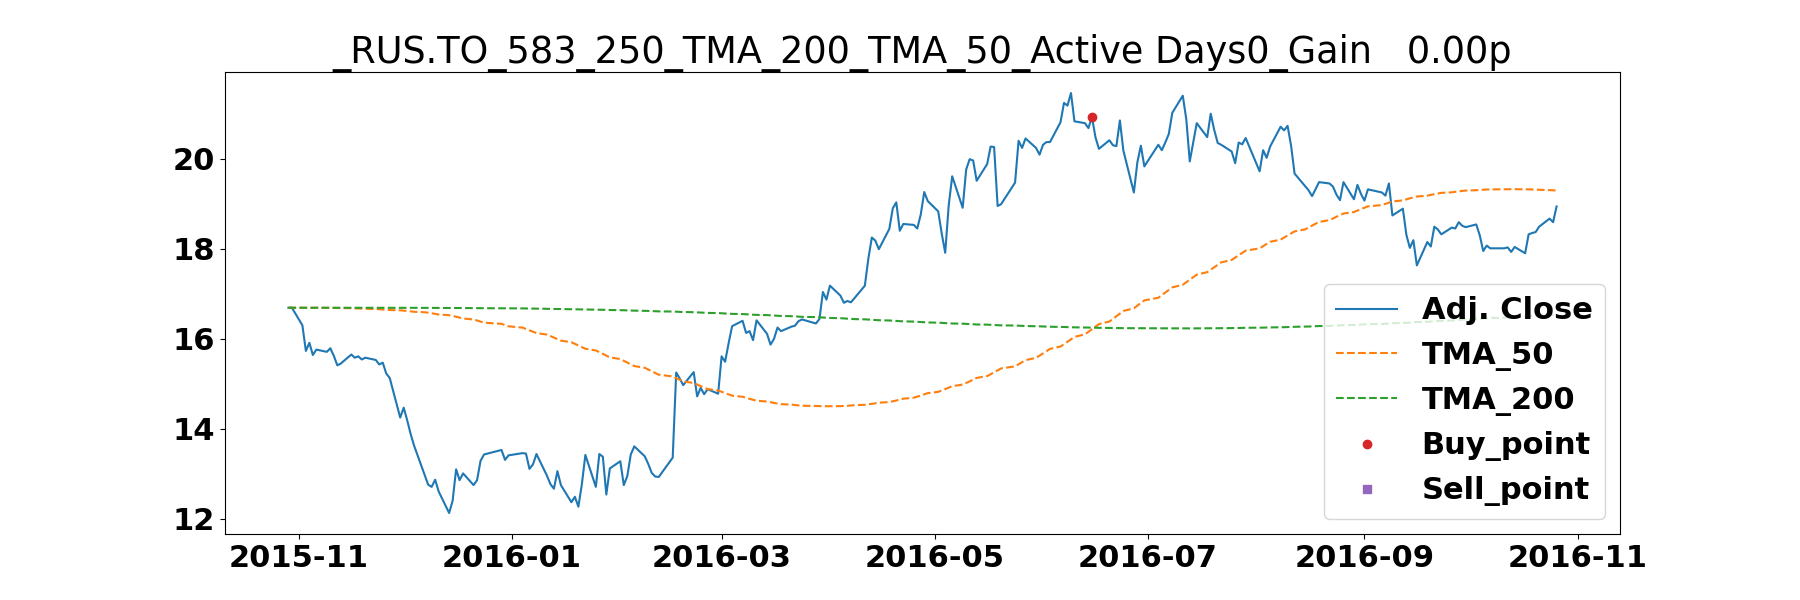 _RUS.TO_583_250_TMA_200_TMA_50_Active Days0_Gain   0.00p
20
18
16
14
12
Adj. Close
TMA_50
TMA_200
Buy_point
Sell_point
2015-11 2016-01 2016-03 2016-05 2016-07 2016-09 2016-11